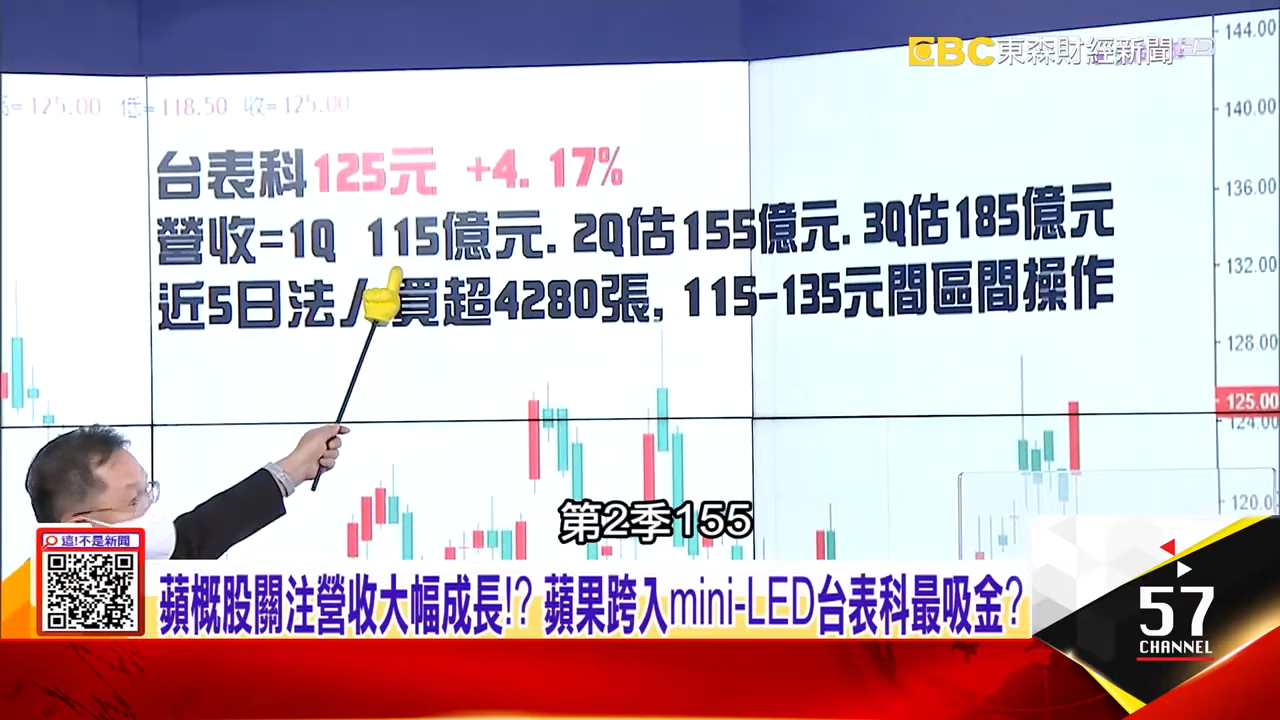 EBC 東森財經新聞 HD
144.00
高=125.00 低=118.50 收=125.00
140.00
台表科125元 +4.17%
136.00
營收=1Q 115億元.2Q估155億元.3Q估185億元
132.00
近5日法人買超4280張, 115-135元間區間操作
128.00
125.00
124.00
120.0
第2季155
這!不是新聞
蘋概股關注營收大幅成長!? 蘋果跨入mini-LED台表科最吸金?
57
CHANNEL